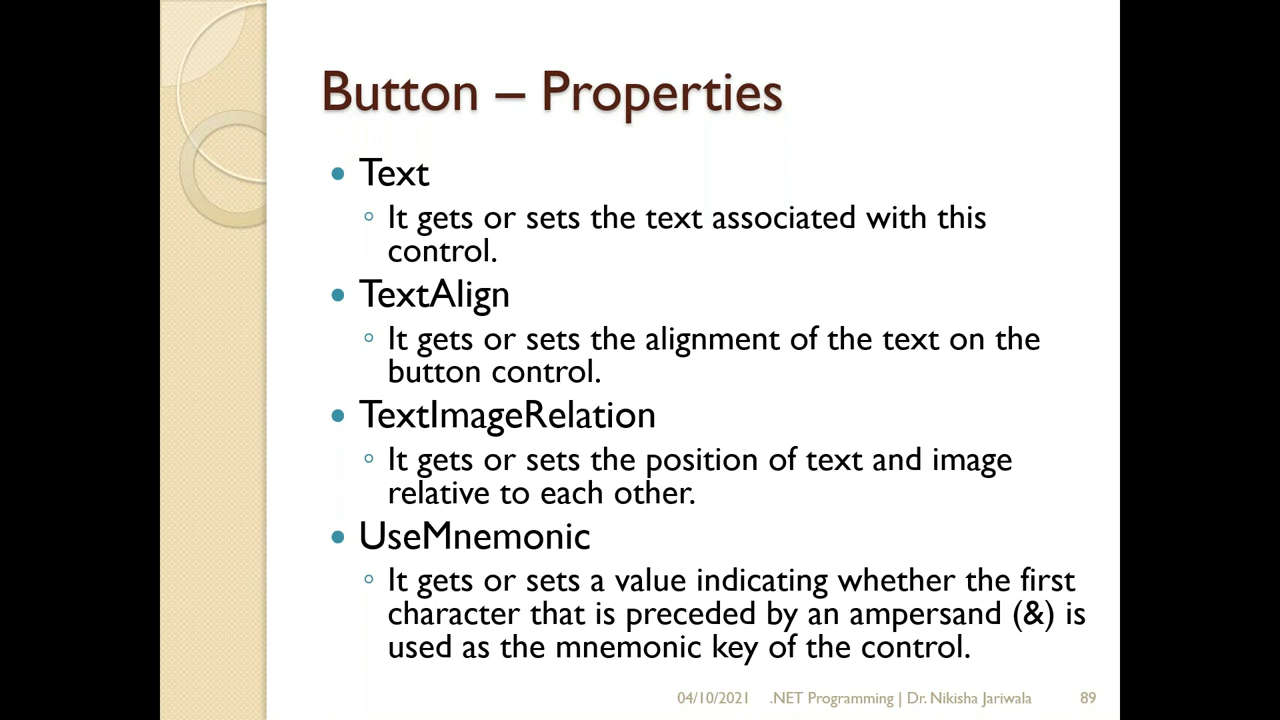 Button – Properties
• Text
◦ It gets or sets the text associated with this
control.
• TextAlign
◦ It gets or sets the alignment of the text on the
button control.
• TextImageRelation
◦ It gets or sets the position of text and image
relative to each other.
• UseMnemonic
◦ It gets or sets a value indicating whether the first
character that is preceded by an ampersand (&) is
used as the mnemonic key of the control.
04/10/2021 .NET Programming | Dr. Nikisha Jariwala 89